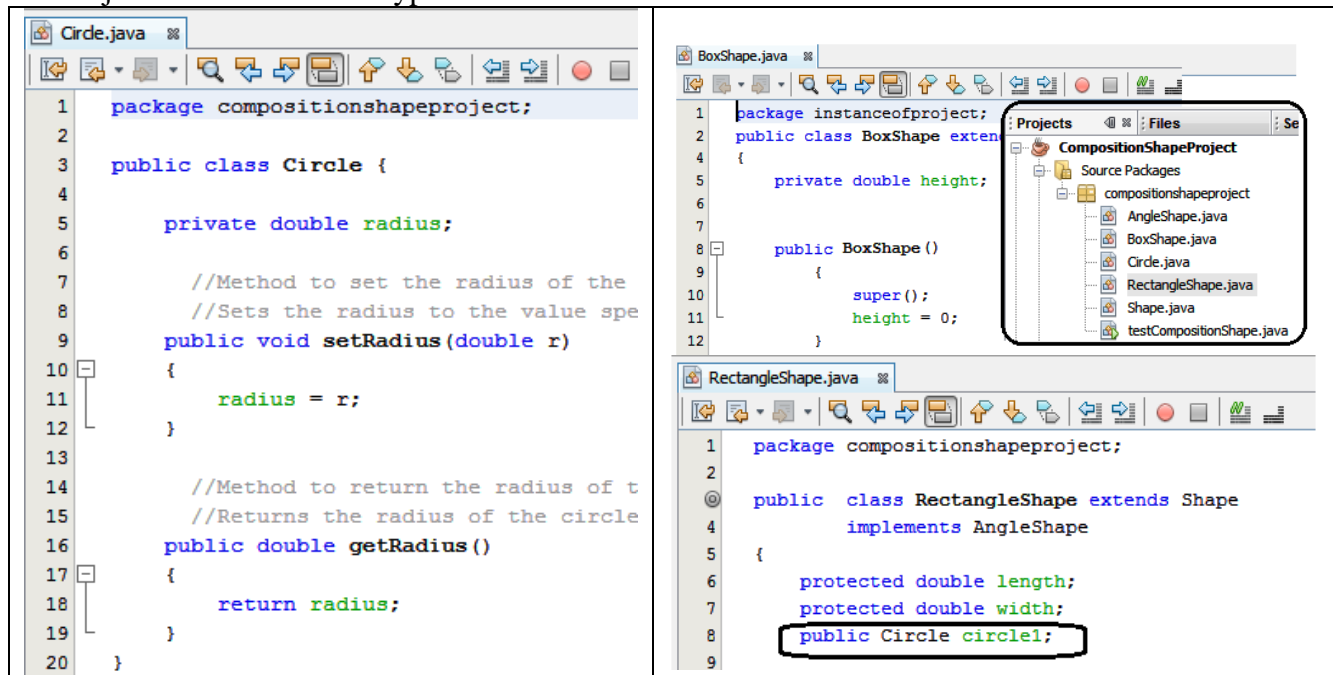 Circle.java
1 package compositionshapeproject;
2
3 public class Circle {
4
5 private double radius;
6
7 //Method to set the radius of the
8 //Sets the radius to the value spe
9 public void setRadius(double r)
10 {
11 radius = r;
12 }
13
14 //Method to return the radius of t
15 //Returns the radius of the circle
16 public double getRadius()
17 {
18 return radius;
19 }
20 }
BoxShape.java
1 package instanceofproject;
2 public class BoxShape exten
4 {
5 private double height;
6
7
8 public BoxShape()
9 {
10 super();
11 height = 0;
12 }
Projects Files Se
CompositionShapeProject
Source Packages
compositionshapeproject
AngleShape.java
BoxShape.java
Circle.java
RectangleShape.java
Shape.java
testCompositionShape.java
RectangleShape.java
1 package compositionshapeproject;
2
public class RectangleShape extends Shape
4 implements AngleShape
5 {
6 protected double length;
7 protected double width;
8 public Circle circle1;
9